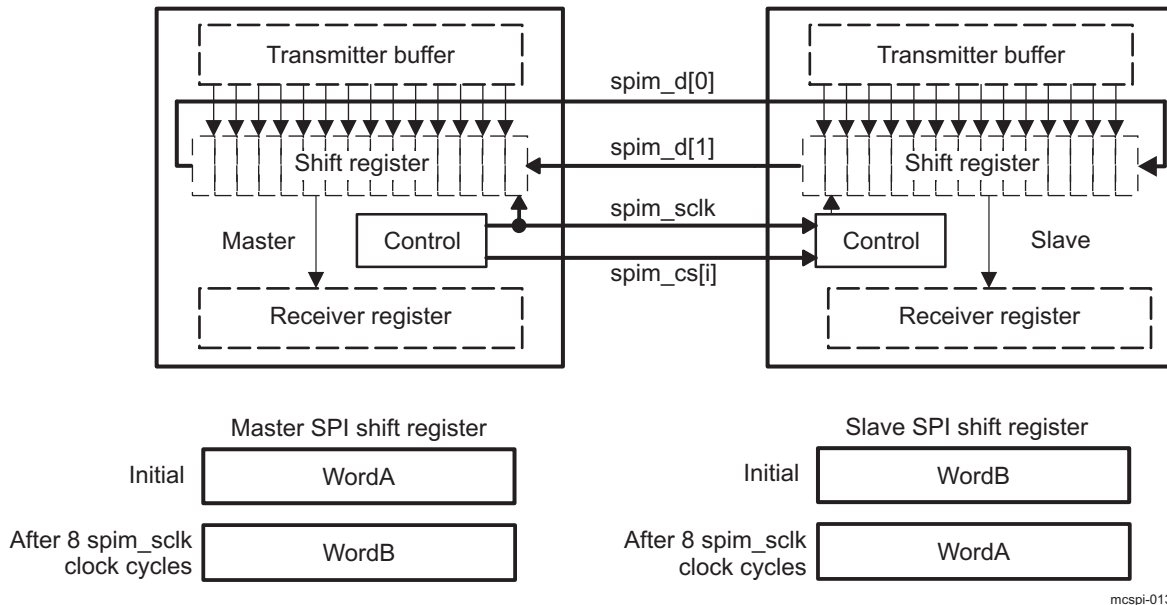 Transmitter buffer
Transmitter buffer
spim_d[0]
Shift register
spim_d[1]
Shift register
spim_sclk
Master
Control
Control
Slave
spim_cs[i]
Receiver register
Receiver register
Master SPI shift register
Slave SPI shift register
Initial
WordA
Initial
WordB
After 8 spim_sclk
clock cycles
WordB
After 8 spim_sclk
clock cycles
WordA
mcspi-013